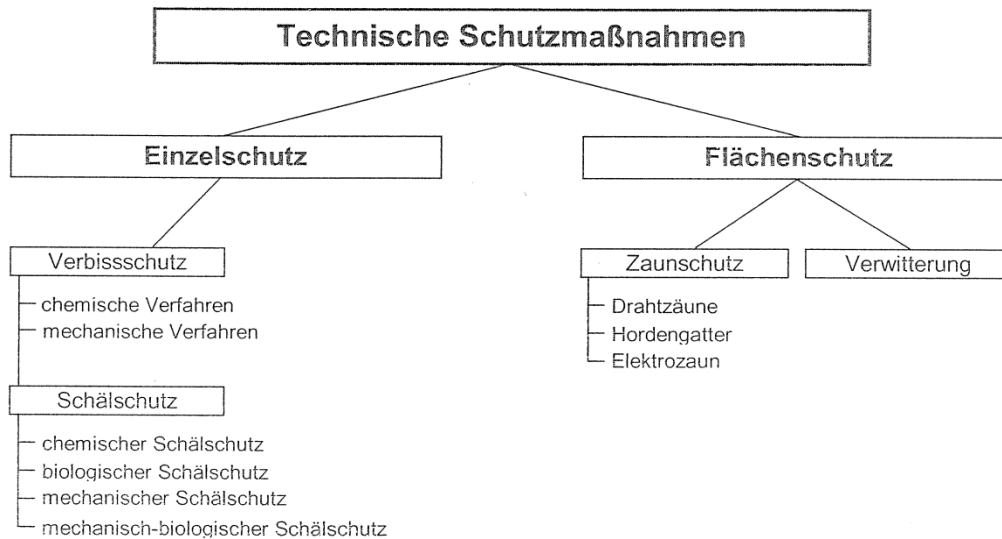 Technische Schutzmaßnahmen
Einzelschutz
Flächenschutz
Verbissschutz
chemische Verfahren
mechanische Verfahren
Schälschutz
chemischer Schälschutz
biologischer Schälschutz
mechanischer Schälschutz
mechanisch-biologischer Schälschutz
Zaunschutz
Drahtzäune
Hordengatter
Elektrozaun
Verwitterung